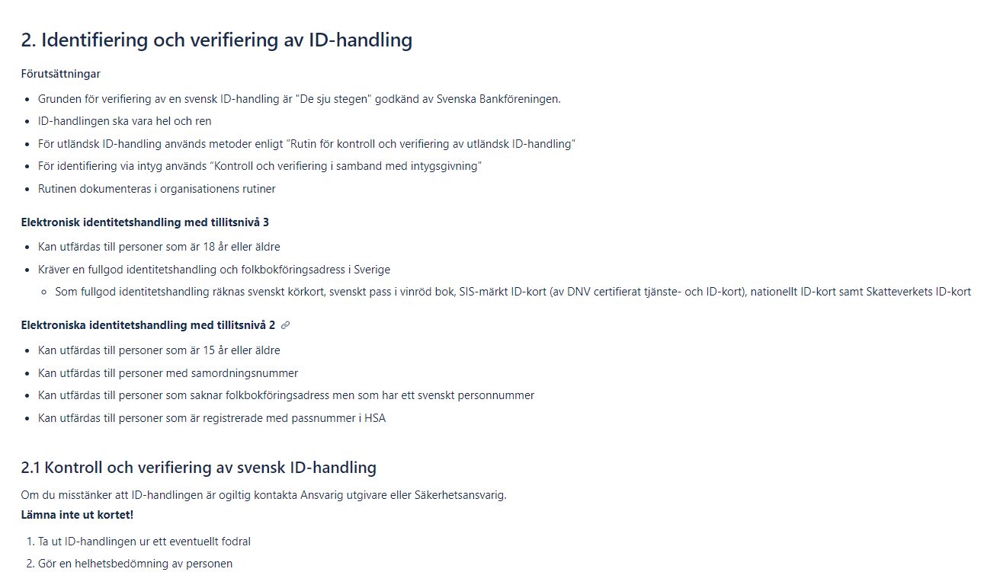 2. Identifiering och verifiering av ID-handling
Förutsättningar
• Grunden för verifiering av en svensk ID-handling är "De sju stegen" godkänd av Svenska Bankföreningen.
• ID-handlingen ska vara hel och ren
• För utländsk ID-handling används metoder enligt ”Rutin för kontroll och verifiering av utländsk ID-handling”
• För identifiering via intyg används “Kontroll och verifiering i samband med intygsgivning”
• Rutinen dokumenteras i organisationens rutiner
Elektronisk identitetshandling med tillitsnivå 3
• Kan utfärdas till personer som är 18 år eller äldre
• Kräver en fullgod identitetshandling och folkbokföringsadress i Sverige
◦ Som fullgod identitetshandling räknas svenskt körkort, svenskt pass i vinröd bok, SIS-märkt ID-kort (av DNV certifierat tjänste- och ID-kort), nationellt ID-kort samt Skatteverkets ID-kort
Elektroniska identitetshandling med tillitsnivå 2
• Kan utfärdas till personer som är 15 år eller äldre
• Kan utfärdas till personer med samordningsnummer
• Kan utfärdas till personer som saknar folkbokföringsadress men som har ett svenskt personnummer
• Kan utfärdas till personer som är registrerade med passnummer i HSA
2.1 Kontroll och verifiering av svensk ID-handling
Om du misstänker att ID-handlingen är ogiltig kontakta Ansvarig utgivare eller Säkerhetsansvarig.
Lämna inte ut kortet!
1. Ta ut ID-handlingen ur ett eventuellt fodral
2. Gör en helhetsbedömning av personen